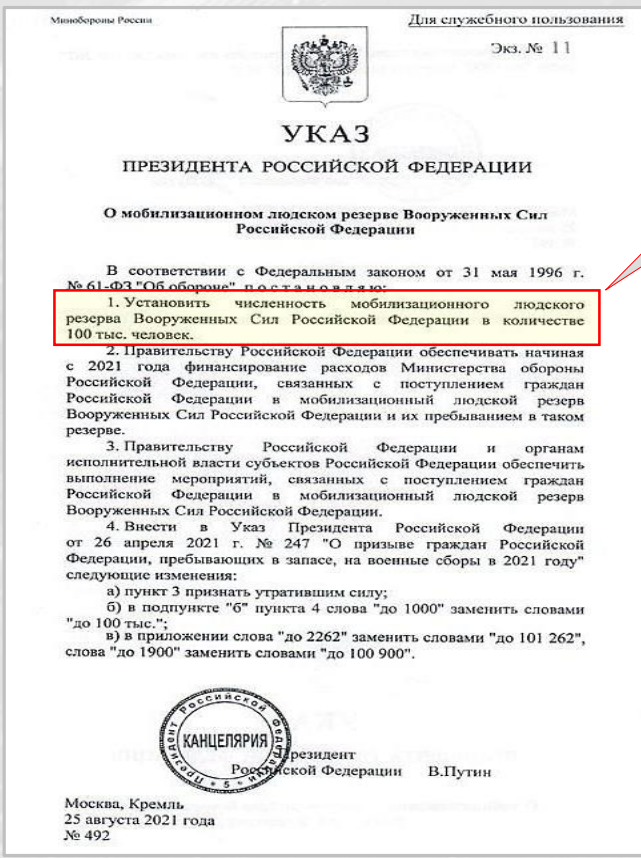 Минобороны России
Для служебного пользования
Экз. № 11
УКАЗ
ПРЕЗИДЕНТА РОССИЙСКОЙ ФЕДЕРАЦИИ
О мобилизационном людском резерве Вооруженных Сил
Российской Федерации
В соответствии с Федеральным законом от 31 мая 1996 г.
№ 61-ФЗ "Об обороне" п о с т а н о в л я ю:
1. Установить численность мобилизационного людского
резерва Вооруженных Сил Российской Федерации в количестве
100 тыс. человек.
2. Правительству Российской Федерации обеспечивать начиная
с 2021 года финансирование расходов Министерства обороны
Российской Федерации, связанных с поступлением граждан
Российской Федерации в мобилизационный людской резерв
Вооруженных Сил Российской Федерации и их пребыванием в таком
резерве.
3. Правительству Российской Федерации и органам
исполнительной власти субъектов Российской Федерации обеспечить
выполнение мероприятий, связанных с поступлением граждан
Российской Федерации в мобилизационный людской резерв
Вооруженных Сил Российской Федерации.
4. Внести в Указ Президента Российской Федерации
от 26 апреля 2021 г. № 247 "О призыве граждан Российской
Федерации, пребывающих в запасе, на военные сборы в 2021 году"
следующие изменения:
а) пункт 3 признать утратившим силу;
б) в подпункте "б" пункта 4 слова "до 1000" заменить словами
"до 100 тыс.";
в) в приложении слова "до 2262" заменить словами "до 101 262",
слова "до 1900" заменить словами "до 100 900".
Президент Российской Федерации
КАНЦЕЛЯРИЯ
* 5 *
Президент
Российской Федерации В.Путин
Москва, Кремль
25 августа 2021 года
№ 492